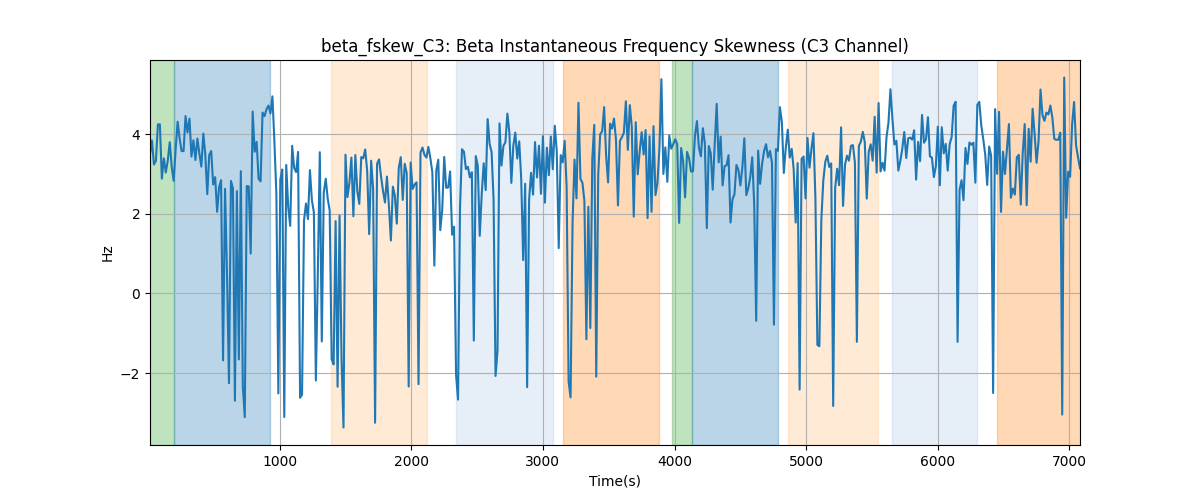 beta_fskew_C3: Beta Instantaneous Frequency Skewness (C3 Channel)
Hz
4
2
0
−2
1000 2000 3000 4000 5000 6000 7000
Time(s)